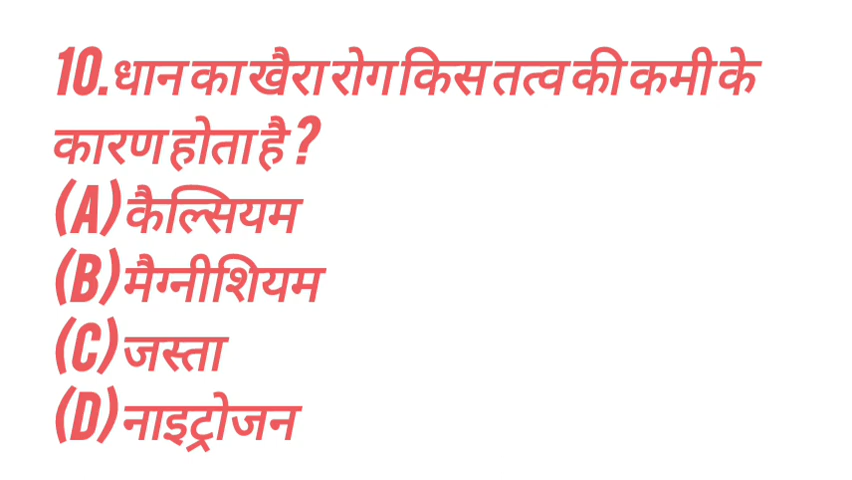 10.धान का खैरा रोग किस तत्व की कमी के
कारण होता है ?
(A) कैल्सियम
(B) मैग्नीशियम
(C) जस्ता
(D) नाइट्रोजन